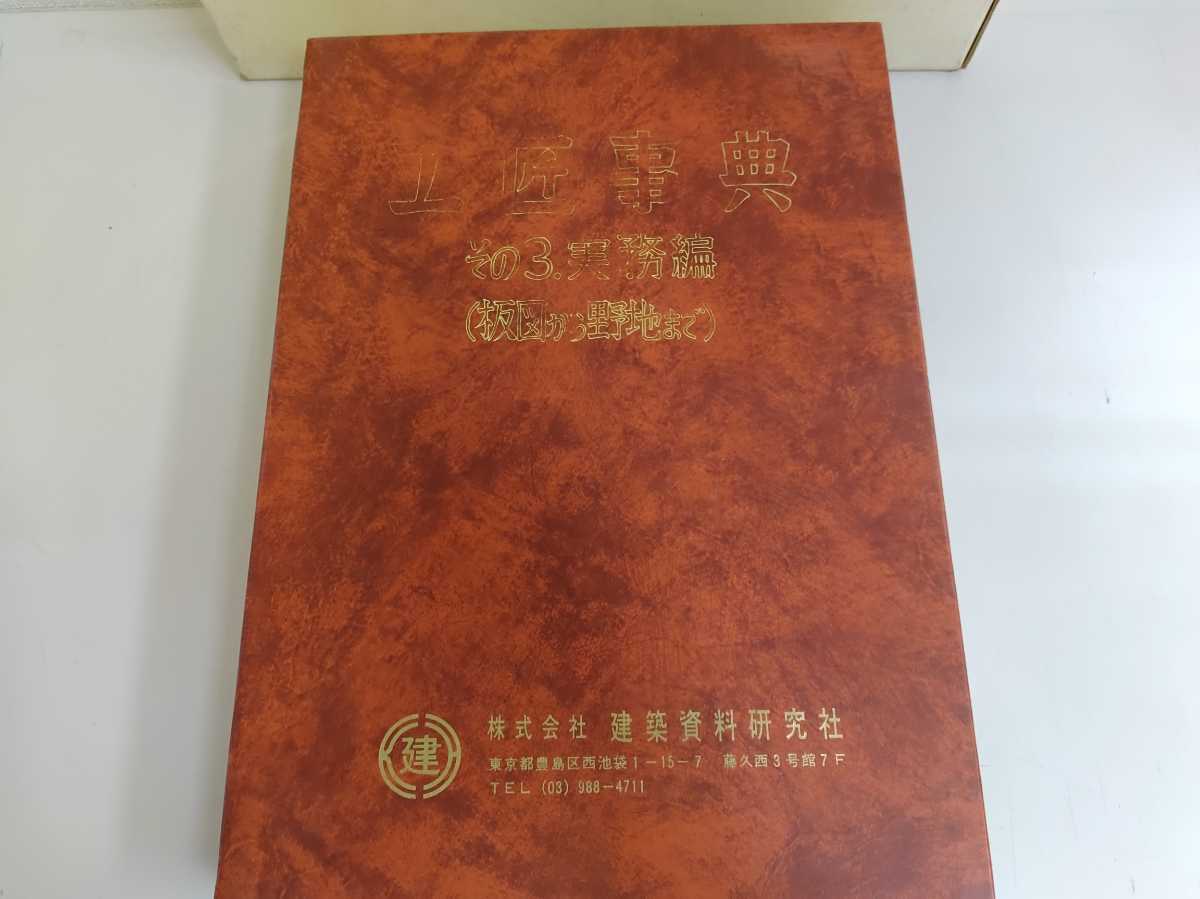 工匠事典
その3.実務編
(板図から野地まで)
建
株式会社 建築資料研究社
東京都豊島区西池袋1-15-7 藤久西3号館7F
TEL (03) 988-4711